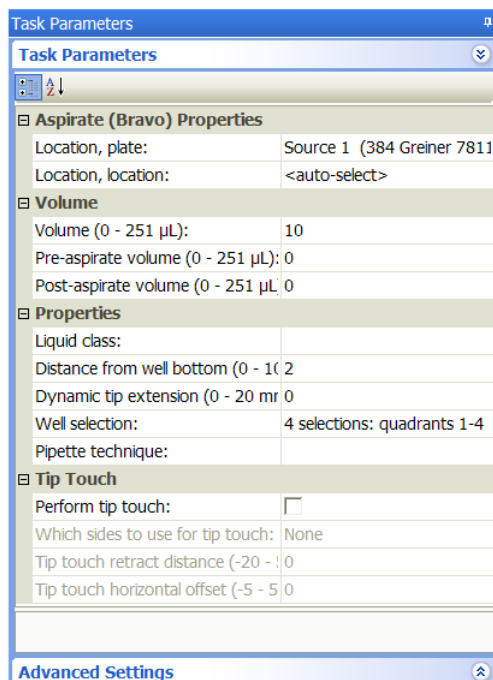 Task Parameters
Task Parameters
A
Z
Aspirate (Bravo) Properties
Location, plate: Source 1 (384 Greiner 7811
Location, location: <auto-select>
Volume
Volume (0 - 251 µL): 10
Pre-aspirate volume (0 - 251 µL): 0
Post-aspirate volume (0 - 251 µL 0
Properties
Liquid class:
Distance from well bottom (0 - 10 2
Dynamic tip extension (0 - 20 mm 0
Well selection: 4 selections: quadrants 1-4
Pipette technique:
Tip Touch
Perform tip touch:
Which sides to use for tip touch: None
Tip touch retract distance (-20 - 0
Tip touch horizontal offset (-5 - 5 0
Advanced Settings